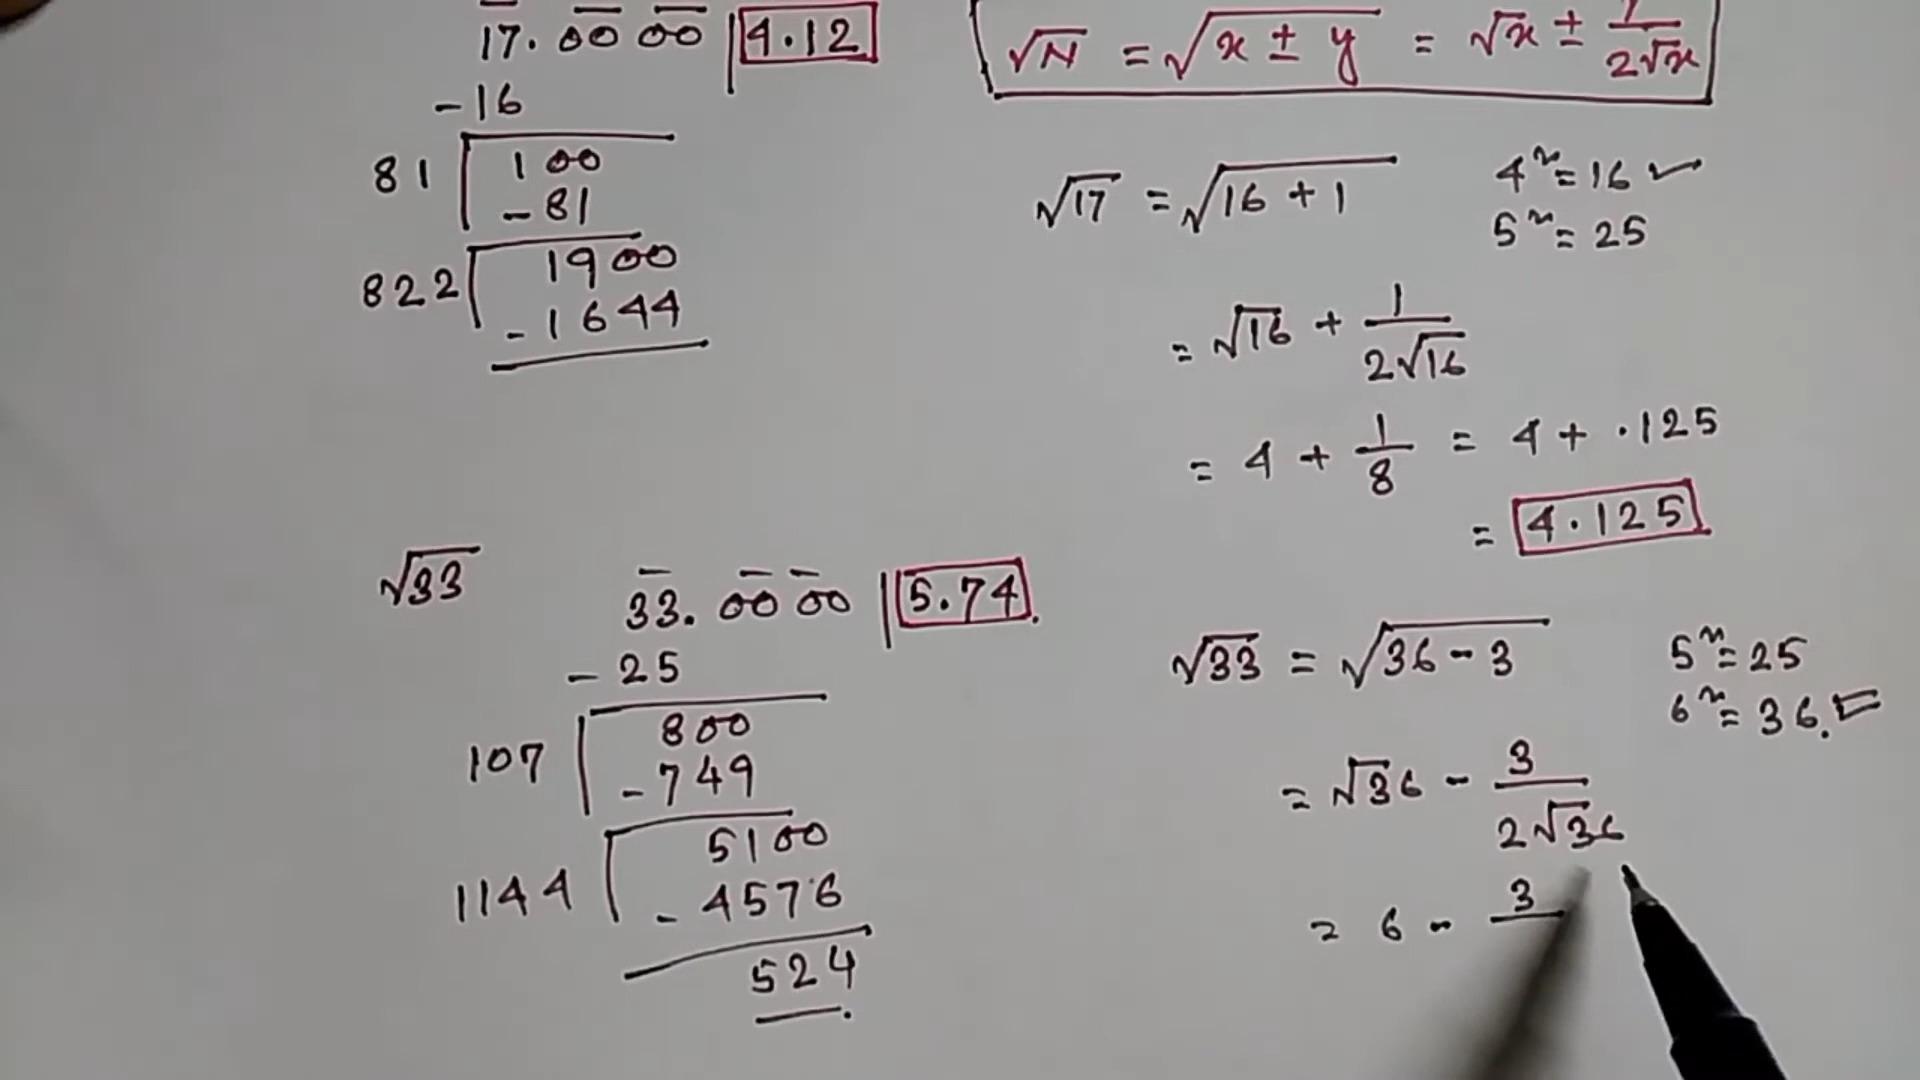 17. 00 00 | 4.12
-16
81 | 100
-81
822 | 1900
-1644
√N = √x ± y = √x ± y/2√x
√17 = √16 + 1
4² = 16 ✓
5² = 25
= √16 + 1/2√16
= 4 + 1/8 = 4 + .125
= 4.125
√33
33. 00 00 | 5.74
-25
107 | 800
-749
1144 | 5100
-4576
524
√33 = √36 - 3
5² = 25
6² = 36.
= √36 - 3/2√36
= 6 - 3